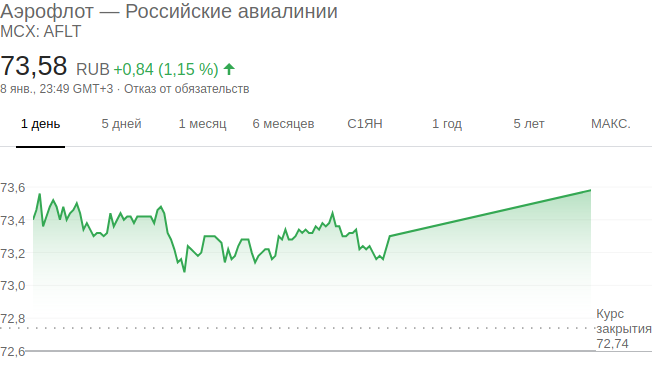 Аэрофлот — Российские авиалинии
MCX: AFLT
73,58 RUB +0,84 (1,15 %)
8 янв., 23:49 GMT+3 · Отказ от обязательств
1 день 5 дней 1 месяц 6 месяцев С1ЯН 1 год 5 лет МАКС.
73,6
73,4
73,2
73,0
72,8
72,6
Курс
закрытия
72,74